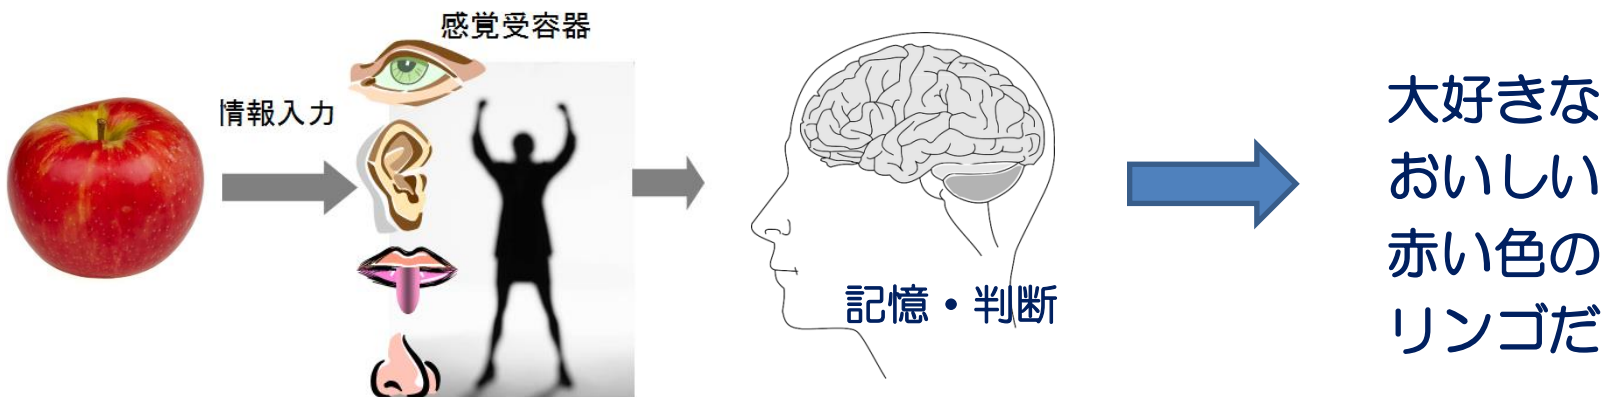 感覚受容器
情報入力
記憶・判断
大好きな
おいしい
赤い色の
リンゴだ